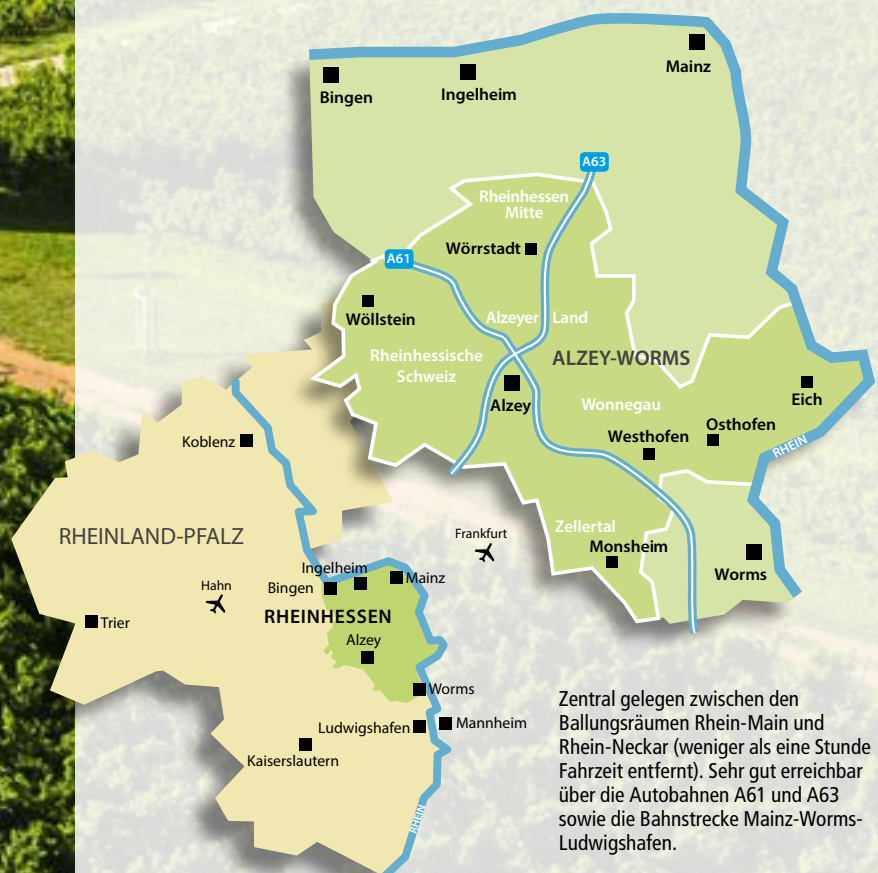 Mainz
Bingen
Ingelheim
A63
Rheinhessen
Mitte
Wörrstadt
A61
Wöllstein
Alzeyer Land
Rheinhessische
Schweiz
ALZEY-WORMS
Alzey
Wonnegau
Eich
Osthofen
Westhofen
RHEIN
Zellertal
Monsheim
Worms
Koblenz
RHEINLAND-PFALZ
Frankfurt
Ingelheim
Mainz
Bingen
Hahn
RHEINHESSEN
Trier
Alzey
Worms
Ludwigshafen
Mannheim
Kaiserslautern
RHEIN
Zentral gelegen zwischen den
Ballungsräumen Rhein-Main und
Rhein-Neckar (weniger als eine Stunde
Fahrzeit entfernt). Sehr gut erreichbar
über die Autobahnen A61 und A63
sowie die Bahnstrecke Mainz-Worms-
Ludwigshafen.